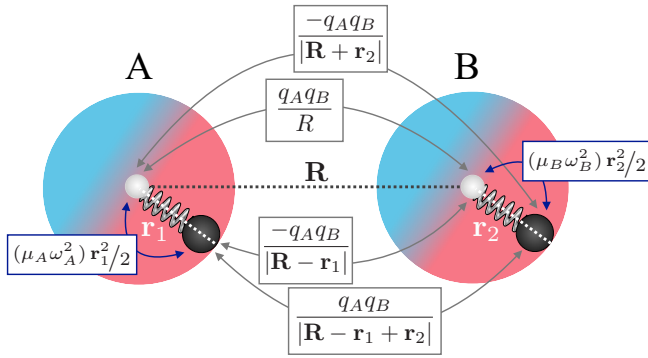 -q_A q_B
|R + r_2|
A
B
q_A q_B
R
(μ_B ω_B^2) r_2^2/2
R
r_1
r_2
(μ_A ω_A^2) r_1^2/2
-q_A q_B
|R − r_1|
q_A q_B
|R − r_1 + r_2|